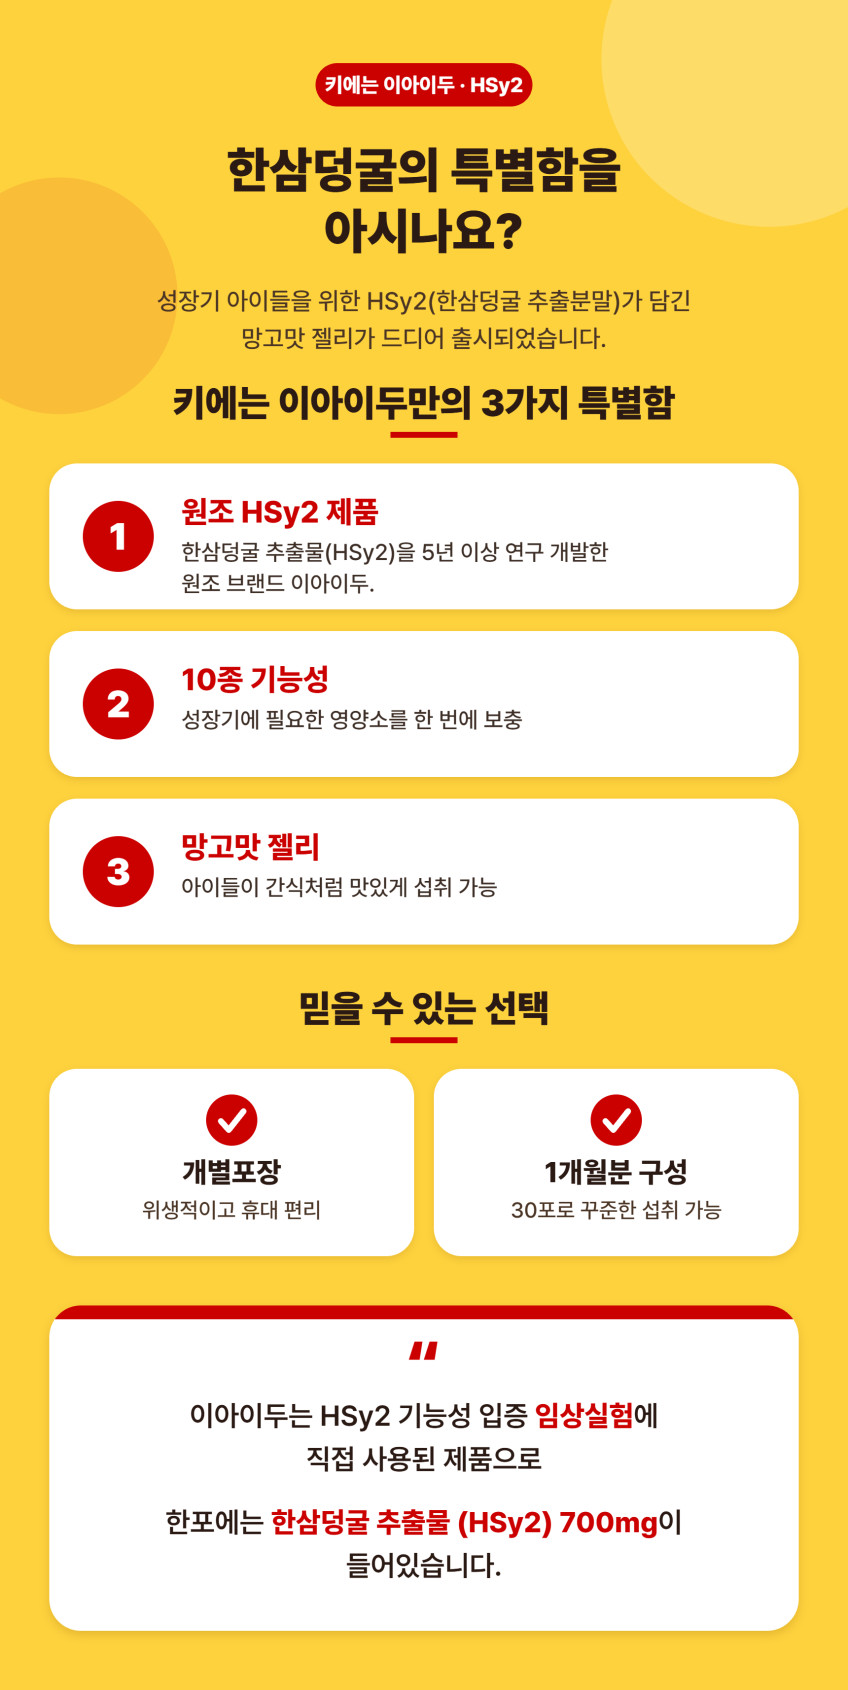 키에는 이아이두 · HSy2
한삼덩굴의 특별함을
아시나요?
성장기 아이들을 위한 HSy2(한삼덩굴 추출분말)가 담긴
망고맛 젤리가 드디어 출시되었습니다.
키에는 이아이두만의 3가지 특별함
1
원조 HSy2 제품
한삼덩굴 추출물(HSy2)을 5년 이상 연구 개발한
원조 브랜드 이아이두.
2
10종 기능성
성장기에 필요한 영양소를 한 번에 보충
3
망고맛 젤리
아이들이 간식처럼 맛있게 섭취 가능
믿을 수 있는 선택
개별포장
위생적이고 휴대 편리
1개월분 구성
30포로 꾸준한 섭취 가능
“
이아이두는 HSy2 기능성 입증 임상실험에
직접 사용된 제품으로
한포에는 한삼덩굴 추출물 (HSy2) 700mg이
들어있습니다.